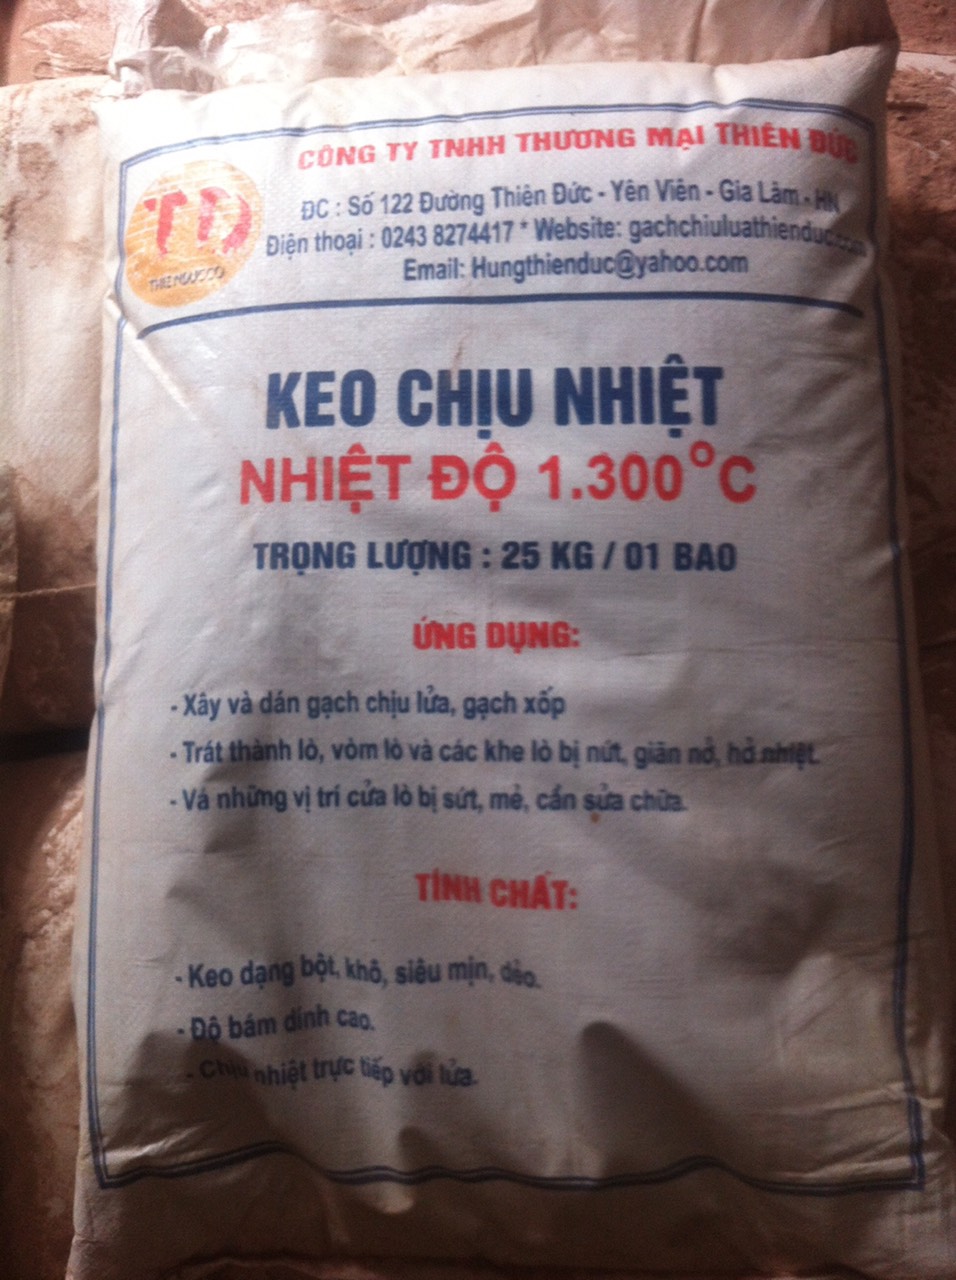 CÔNG TY TNHH THƯƠNG MẠI THIÊN ĐỨC
TD
THIENDUCCO
ĐC : Số 122 Đường Thiên Đức - Yên Viên - Gia Lâm - HN
Điện thoại : 0243 8274417 * Website: gachchiuluathienduc.com
Email: Hungthienduc@yahoo.com
KEO CHỊU NHIỆT
NHIỆT ĐỘ 1.300°C
TRỌNG LƯỢNG : 25 KG / 01 BAO
ỨNG DỤNG:
- Xây và dán gạch chịu lửa, gạch xốp
- Trát thành lò, vòm lò và các khe lò bị nứt, giãn nở, hở nhiệt.
- Vá những vị trí cửa lò bị sứt, mẻ, cần sửa chữa.
TÍNH CHẤT:
- Keo dạng bột, khô, siêu mịn, dẻo.
- Độ bám dính cao.
- Chịu nhiệt trực tiếp với lửa.